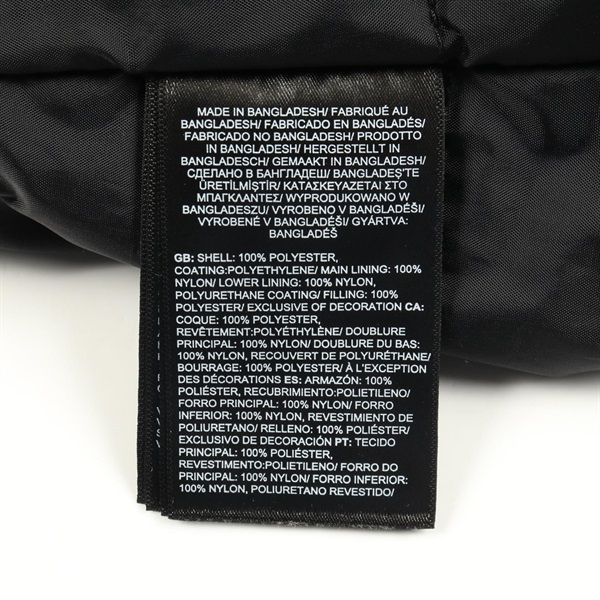 MADE IN BANGLADESH/ FABRIQUÉ AU
BANGLADESH/ FABRICADO EN BANGLADÉS/
FABRICADO NO BANGLADESH/ PRODOTTO
IN BANGLADESH/ HERGESTELLT IN
BANGLADESCH/ GEMAAKT IN BANGLADESH/
СДЕЛАНО В БАНГЛАДЕШ/ BANGLADEŞ'TE
ÜRETİLMİŞTİR/ ΚΑΤΑΣΚΕΥΑΖΕΤΑΙ ΣΤΟ
ΜΠΑΓΚΛΑΝΤΕΣ/ WYPRODUKOWANO W
BANGLADESZU/ VYROBENO V BANGLADÉŠI/
VYROBENÉ V BANGLADÉŠI/ GYÁRTVA:
BANGLADÉŠ
GB: SHELL: 100% POLYESTER,
COATING:POLYETHYLENE/ MAIN LINING: 100%
NYLON/ LOWER LINING: 100% NYLON,
POLYURETHANE COATING/ FILLING: 100%
POLYESTER/ EXCLUSIVE OF DECORATION CA:
COQUE: 100% POLYESTER,
REVÊTEMENT:POLYÉTHYLÈNE/ DOUBLURE
PRINCIPAL: 100% NYLON/ DOUBLURE DU BAS:
100% NYLON, RECOUVERT DE POLYURÉTHANE/
BOURRAGE: 100% POLYESTER/ À L'EXCEPTION
DES DÉCORATIONS ES: ARMAZÓN: 100%
POLIÉSTER, RECUBRIMIENTO:POLIETILENO/
FORRO PRINCIPAL: 100% NYLON/ FORRO
INFERIOR: 100% NYLON, REVESTIMIENTO DE
POLIURETANO/ RELLENO: 100% POLIÉSTER/
EXCLUSIVO DE DECORACIÓN PT: TECIDO
PRINCIPAL: 100% POLIÉSTER,
REVESTIMENTO:POLIETILENO/ FORRO DO
PRINCIPAL: 100% NYLON/ FORRO INFERIOR:
100% NYLON, POLIURETANO REVESTIDO/